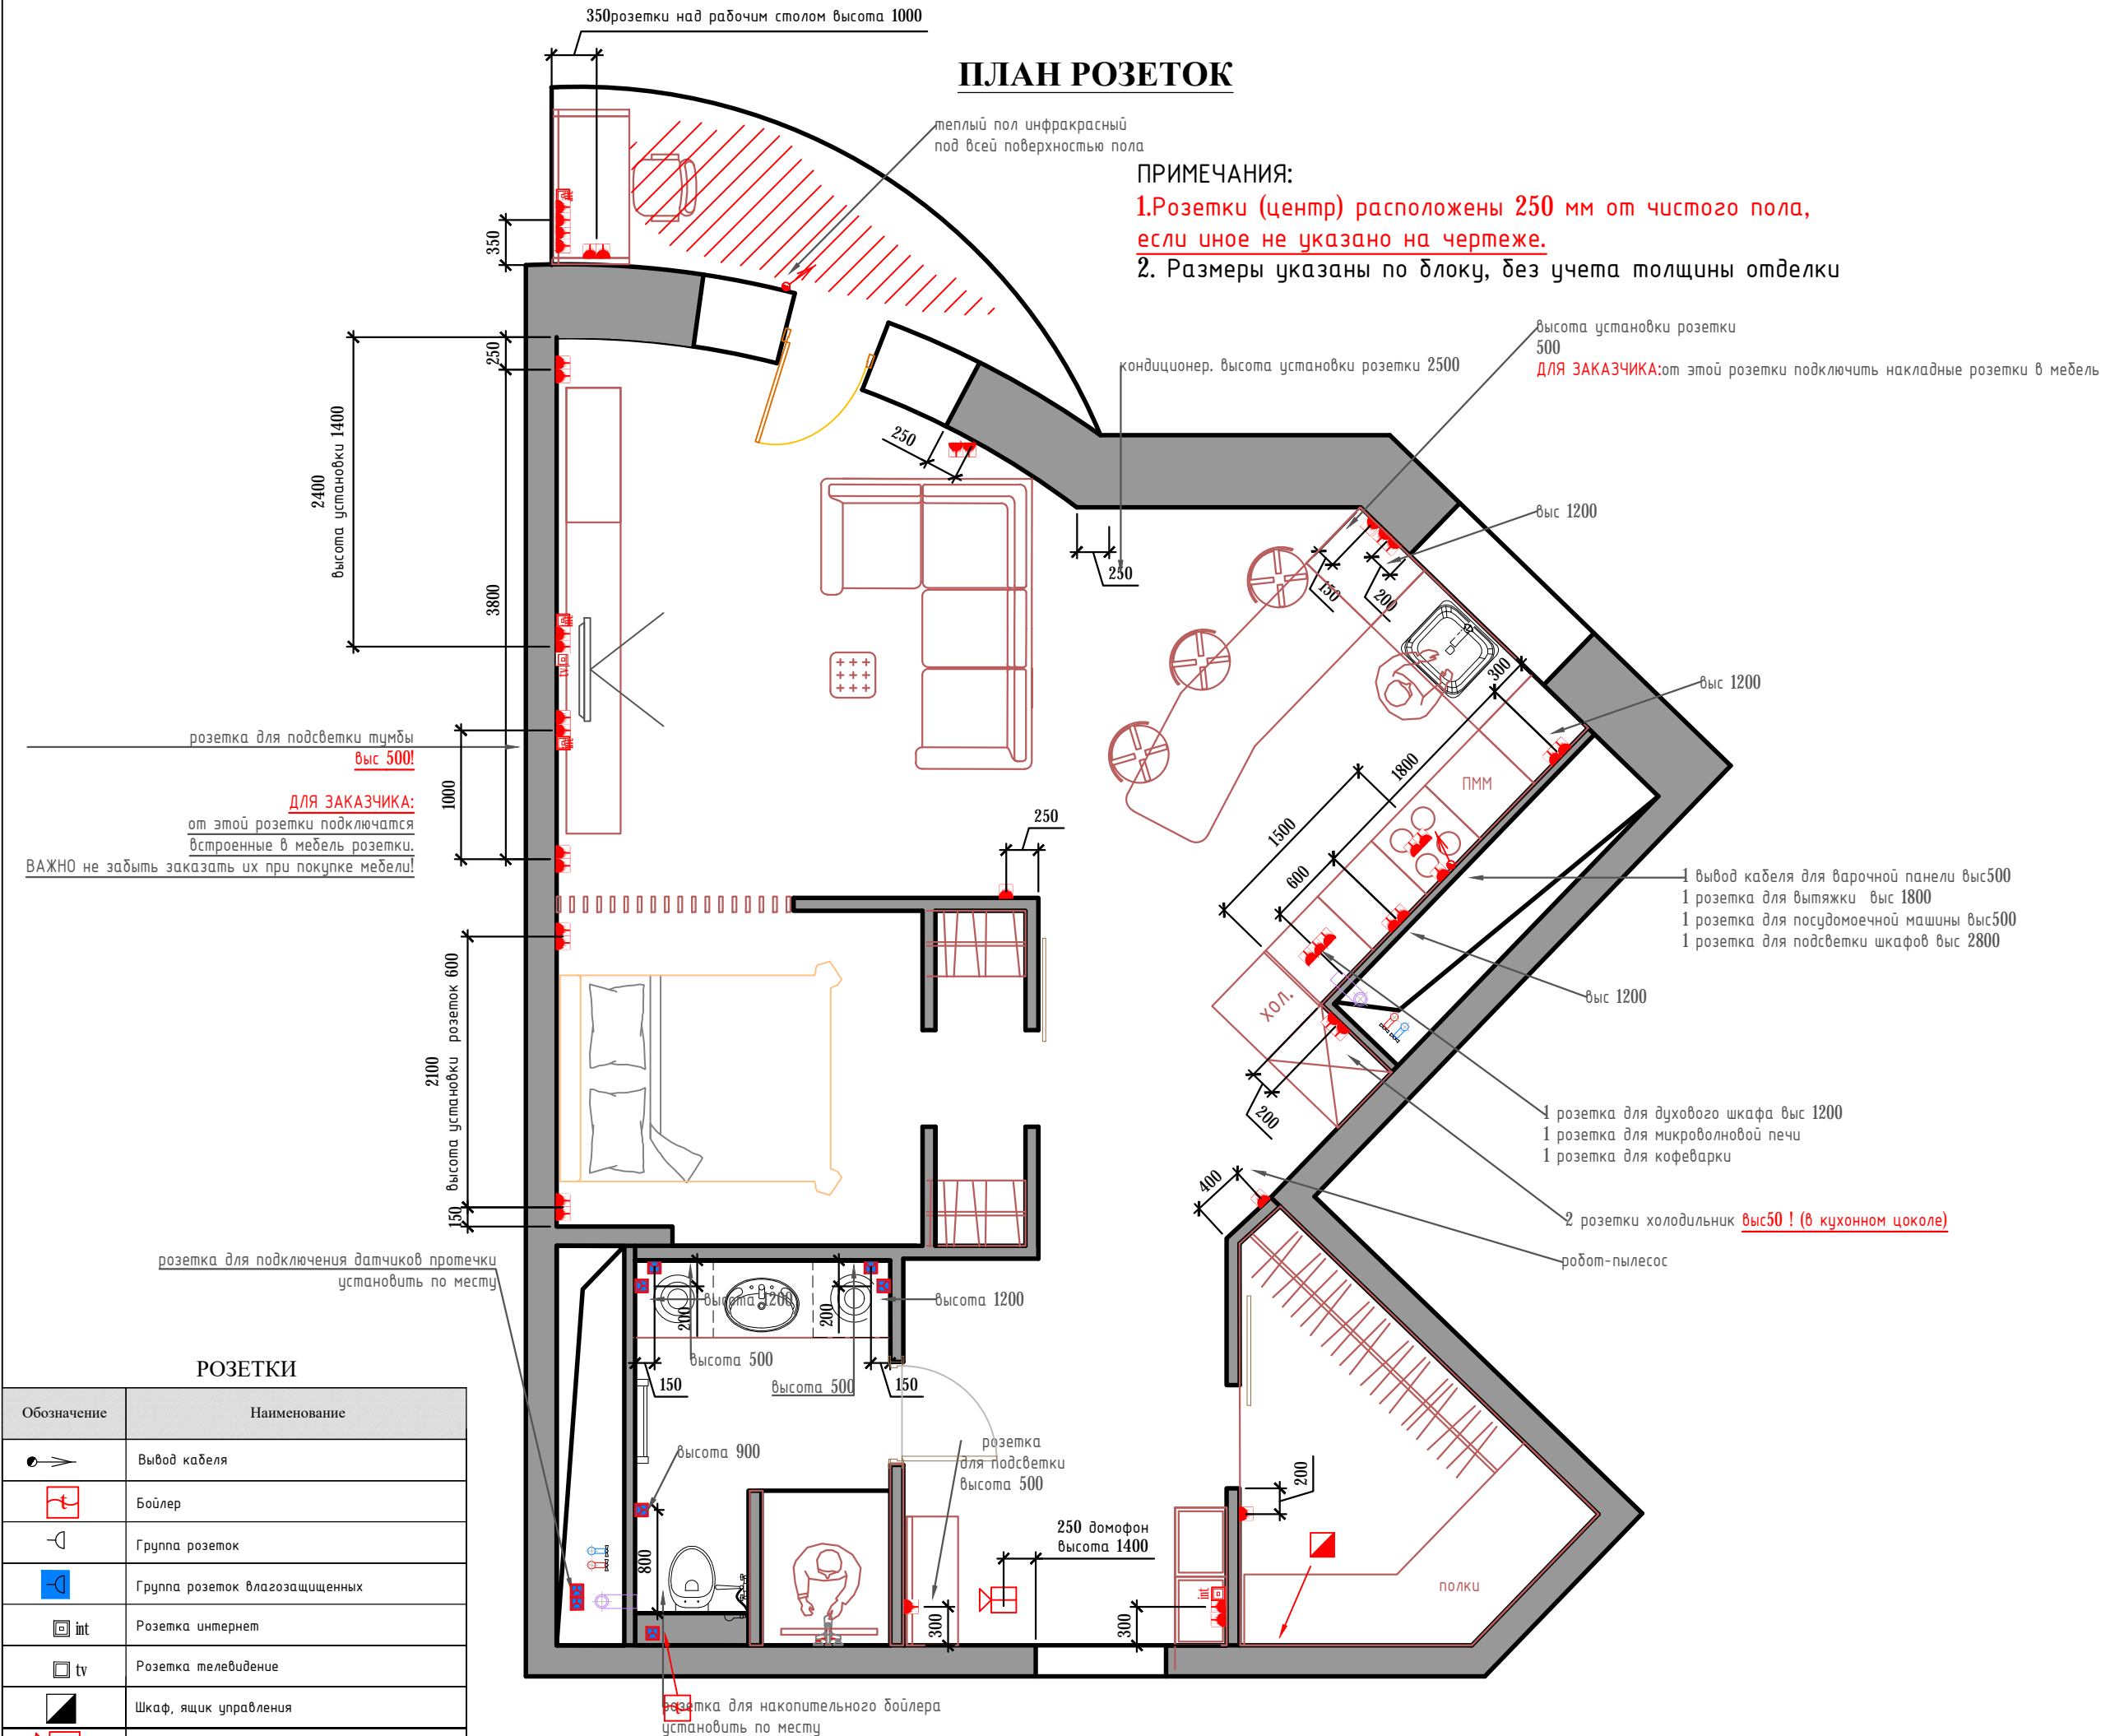 350розетки над рабочим столом высота 1000
ПЛАН РОЗЕТОК
теплый пол инфракрасный
под всей поверхностью пола
ПРИМЕЧАНИЯ:
1.Розетки (центр) расположены 250 мм от чистого пола,
если иное не указано на чертеже.
2. Размеры указаны по блоку, без учета толщины отделки
высота установки розетки
500
ДЛЯ ЗАКАЗЧИКА:от этой розетки подключить накладные розетки в мебель
кондиционер. высота установки розетки 2500
350
250
2400
высота установки 1400
250
250
выс 1200
150
200
3800
tv
300
выс 1200
розетка для подсветки тумбы
выс 500!
ДЛЯ ЗАКАЗЧИКА:
от этой розетки подключатся
встроенные в мебель розетки.
ВАЖНО не забыть заказать их при покупке мебели!
1000
1800
ПММ
1500
600
250
1 вывод кабеля для варочной панели выс500
1 розетка для вытяжки выс 1800
1 розетка для посудомоечной машины выс500
1 розетка для подсветки шкафов выс 2800
выс 1200
хол.
200
2100
высота установки розеток 600
150
1 розетка для духового шкафа выс 1200
1 розетка для микроволновой печи
1 розетка для кофеварки
400
2 розетки холодильник выс50 ! (в кухонном цоколе)
робот-пылесос
розетка для подключения датчиков протечки
установить по месту
высота 1200
высота 1200
200
200
высота 500
высота 500
150
150
высота 900
розетка
для подсветки
высота 500
200
250 домофон
высота 1400
800
300
300
int
полки
розетка для накопительного бойлера
установить по месту
РОЗЕТКИ
Обозначение Наименование
Вывод кабеля
Бойлер
Группа розеток
Группа розеток влагозащищенных
int Розетка интернет
tv Розетка телевидение
Шкаф, ящик управления